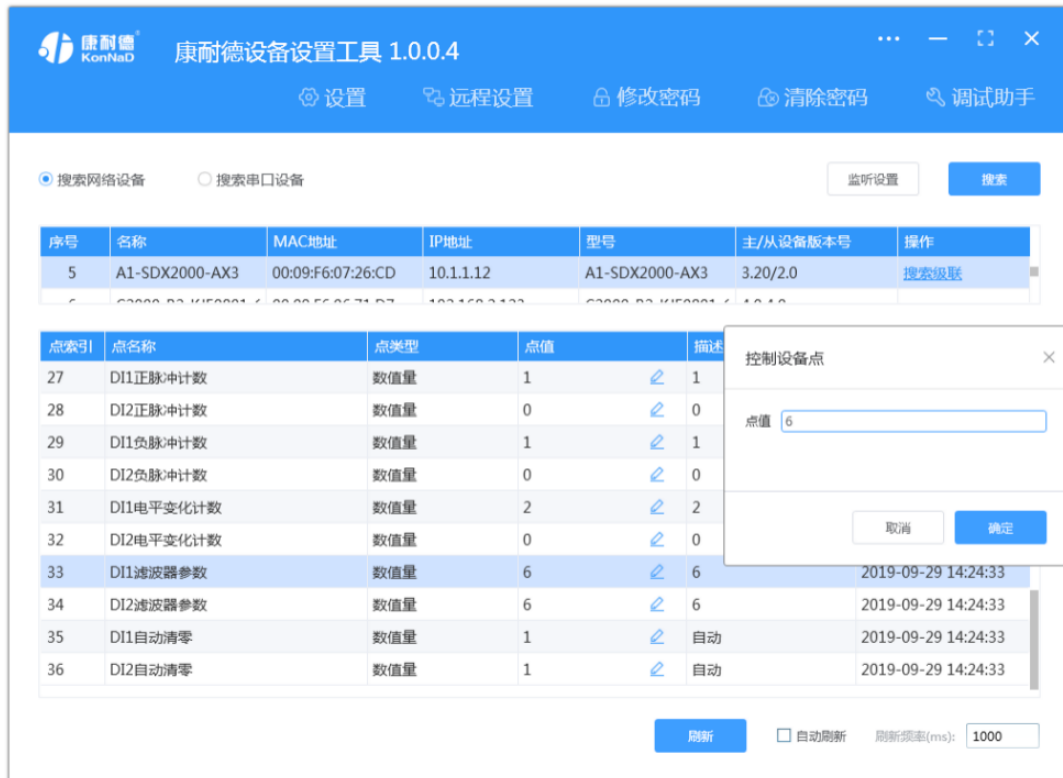 康耐德
KonNaD
康耐德设备设置工具 1.0.0.4
设置 远程设置 修改密码 清除密码 调试助手
搜索网络设备 搜索串口设备 监听设置 搜索
序号 名称 MAC地址 IP地址 型号 主/从设备版本号 操作
5 A1-SDX2000-AX3 00:09:F6:07:26:CD 10.1.1.12 A1-SDX2000-AX3 3.20/2.0 搜索级联
点索引 点名称 点类型 点值 描述
控制设备点
27 DI1正脉冲计数 数值量 1 1
28 DI2正脉冲计数 数值量 0 0
点值 6
29 DI1负脉冲计数 数值量 1 1
30 DI2负脉冲计数 数值量 0 0
31 DI1电平变化计数 数值量 2 2
取消 确定
32 DI2电平变化计数 数值量 0 0
33 DI1滤波器参数 数值量 6 6 2019-09-29 14:24:33
34 DI2滤波器参数 数值量 6 6 2019-09-29 14:24:33
35 DI1自动清零 数值量 1 自动 2019-09-29 14:24:33
36 DI2自动清零 数值量 1 自动 2019-09-29 14:24:33
刷新 自动刷新 刷新频率(ms): 1000